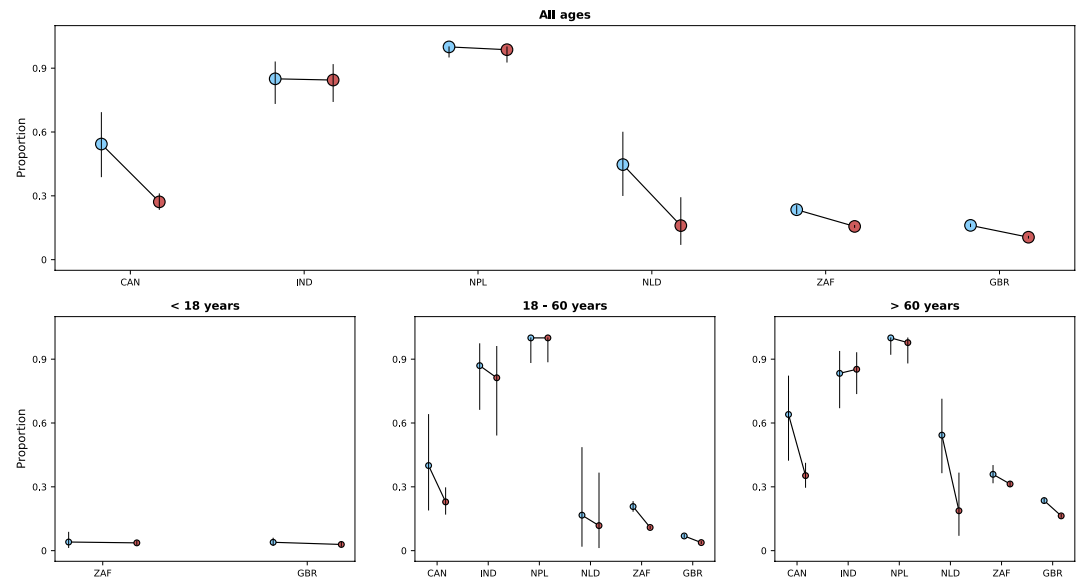 All ages
Proportion
0.9
0.6
0.3
0
CAN IND NPL NLD ZAF GBR
< 18 years
18 - 60 years
> 60 years
Proportion
0.9
0.6
0.3
0
ZAF GBR
0.9
0.6
0.3
0
CAN IND NPL NLD ZAF GBR
0.9
0.6
0.3
0
CAN IND NPL NLD ZAF GBR